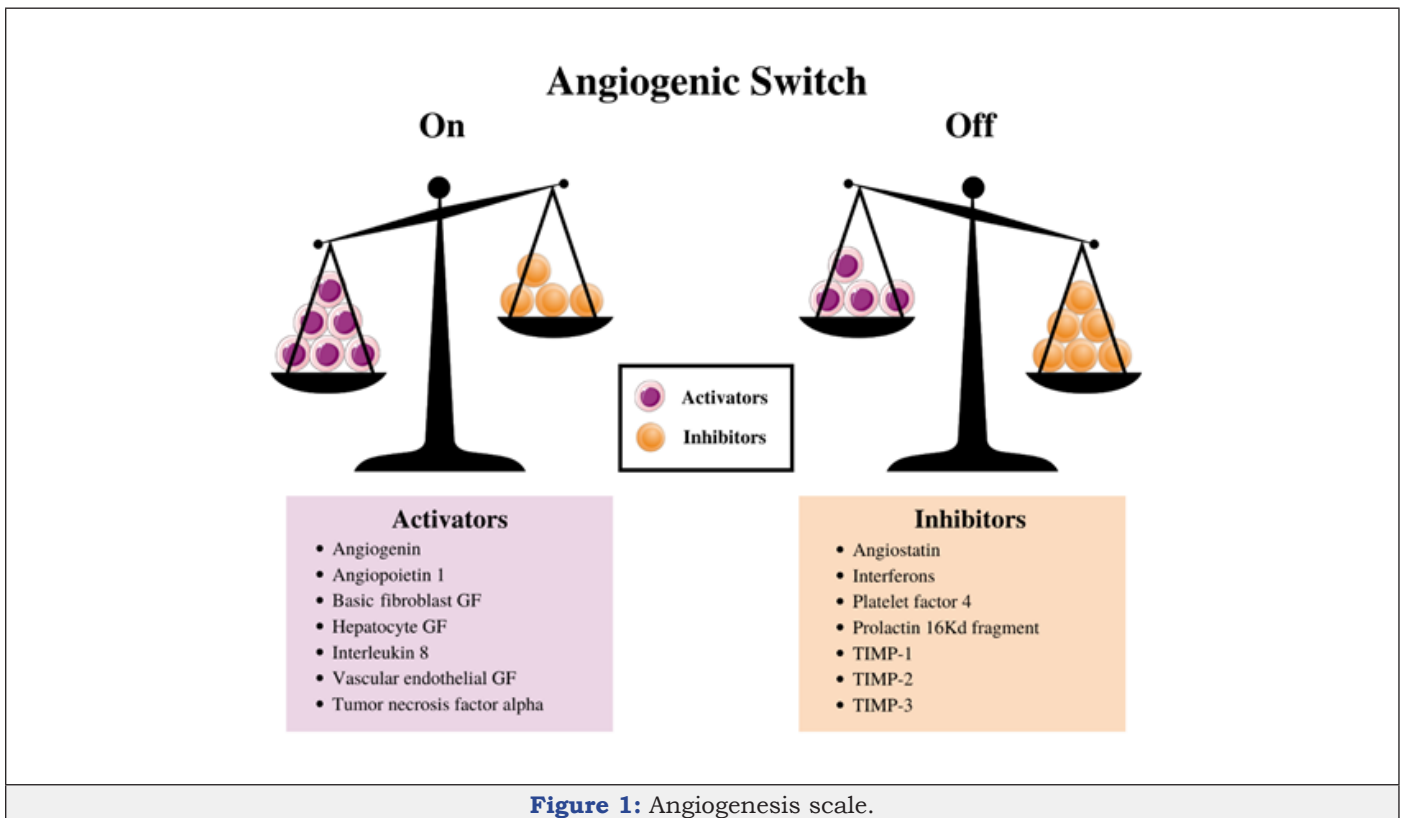 Angiogenic Switch
On
Off
Activators
Inhibitors
Activators
• Angiogenin
• Angiopoietin 1
• Basic fibroblast GF
• Hepatocyte GF
• Interleukin 8
• Vascular endothelial GF
• Tumor necrosis factor alpha
Inhibitors
• Angiostatin
• Interferons
• Platelet factor 4
• Prolactin 16Kd fragment
• TIMP-1
• TIMP-2
• TIMP-3
Figure 1: Angiogenesis scale.